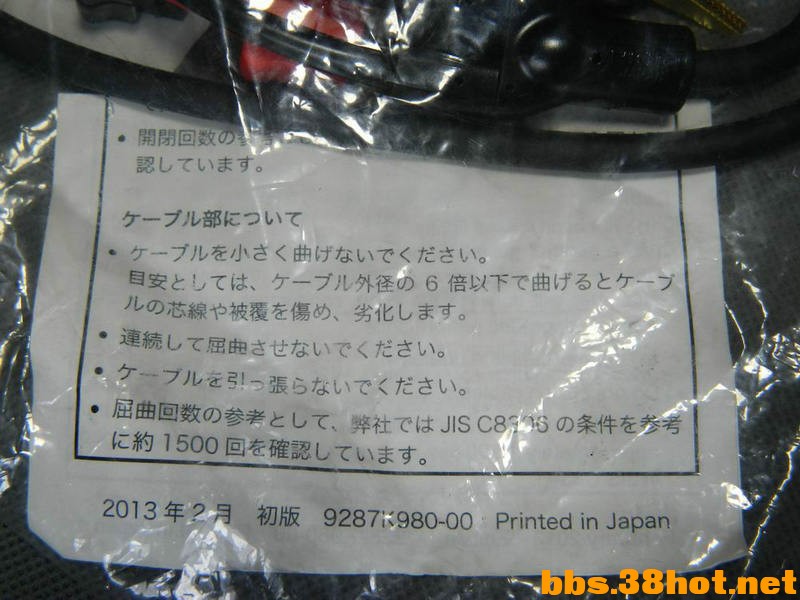 • 開閉回数の参考
認しています。
ケーブル部について
• ケーブルを小さく曲げないでください。
目安としては、ケーブル外径の 6 倍以下で曲げるとケーブ
ルの芯線や被覆を傷め、劣化します。
• 連続して屈曲させないでください。
• ケーブルを引っ張らないでください。
• 屈曲回数の参考として、弊社では JIS C8306 の条件を参考
に約 1500 回を確認しています。
2013 年 2 月 初版 9287K980-00 Printed in Japan
bbs.38hot.net